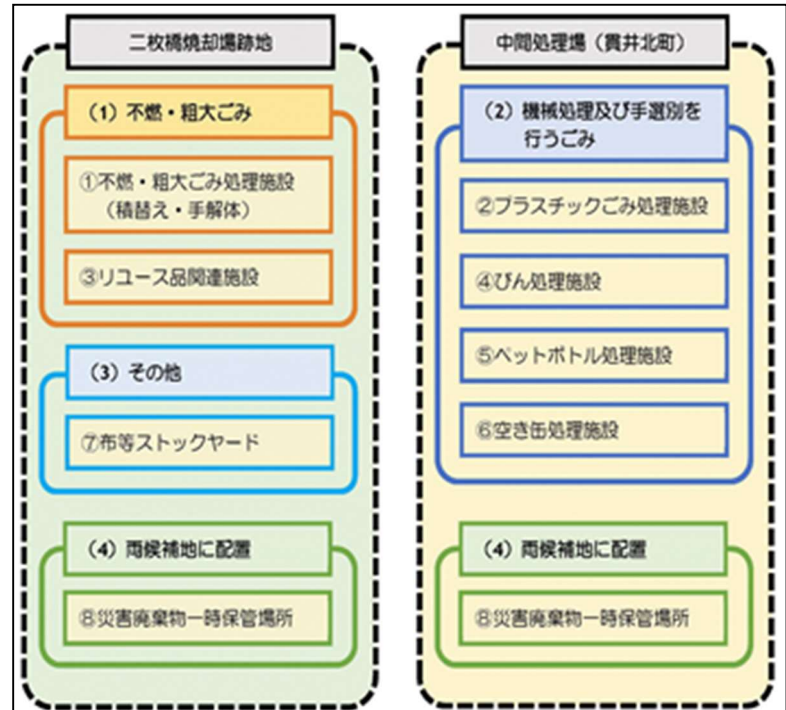 二枚橋焼却場跡地
(1) 不燃・粗大ごみ
①不燃・粗大ごみ処理施設
(積替え・手解体)
③リユース品関連施設
(3) その他
⑦布等ストックヤード
(4) 両候補地に配置
⑧災害廃棄物一時保管場所
中間処理場（貫井北町）
(2) 機械処理及び手選別を
行うごみ
②プラスチックごみ処理施設
④びん処理施設
⑤ペットボトル処理施設
⑥空き缶処理施設
(4) 両候補地に配置
⑧災害廃棄物一時保管場所